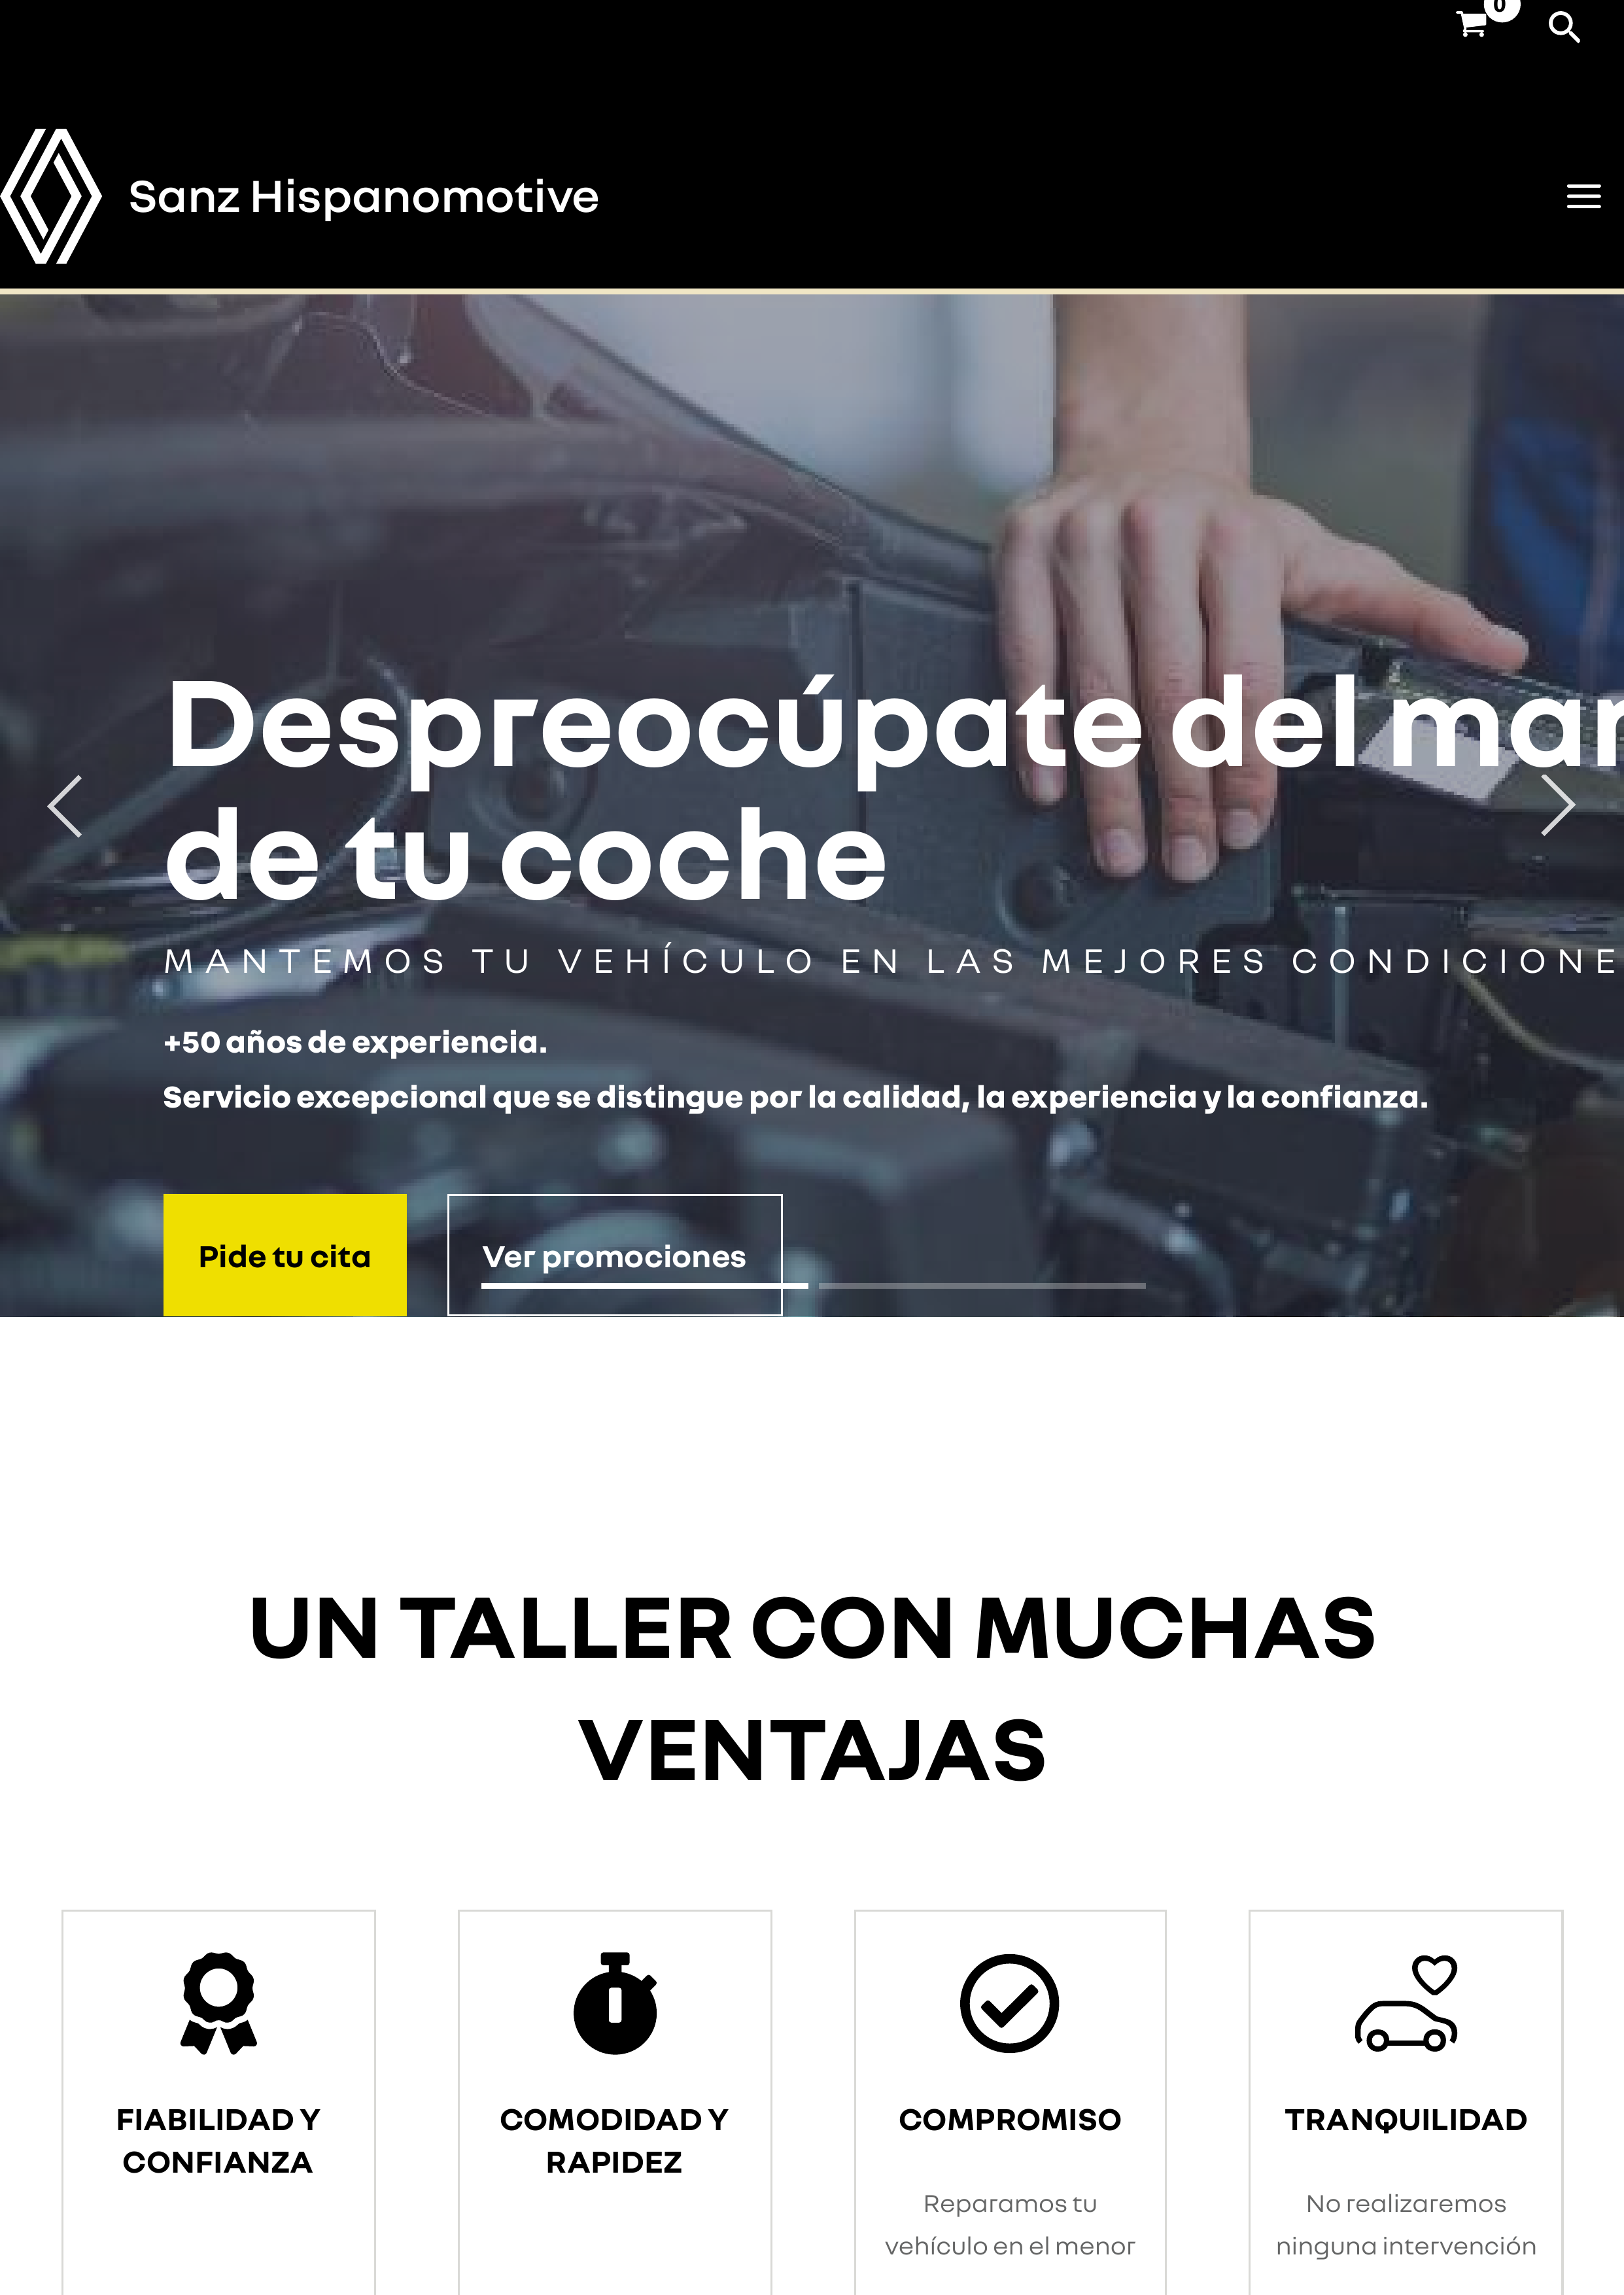 0
Sanz Hispanomotive
Despreocúpate del
de tu coche
MANTEMOS TU VEHÍCULO EN LAS MEJORES CONDICIONE
+50 años de experiencia.
Servicio excepcional que se distingue por la calidad, la experiencia y la confianza.
Pide tu cita
Ver promociones
UN TALLER CON MUCHAS
VENTAJAS
FIABILIDAD Y
CONFIANZA
COMODIDAD Y
RAPIDEZ
COMPROMISO
Reparamos tu
vehículo en el menor
TRANQUILIDAD
No realizaremos
ninguna intervención